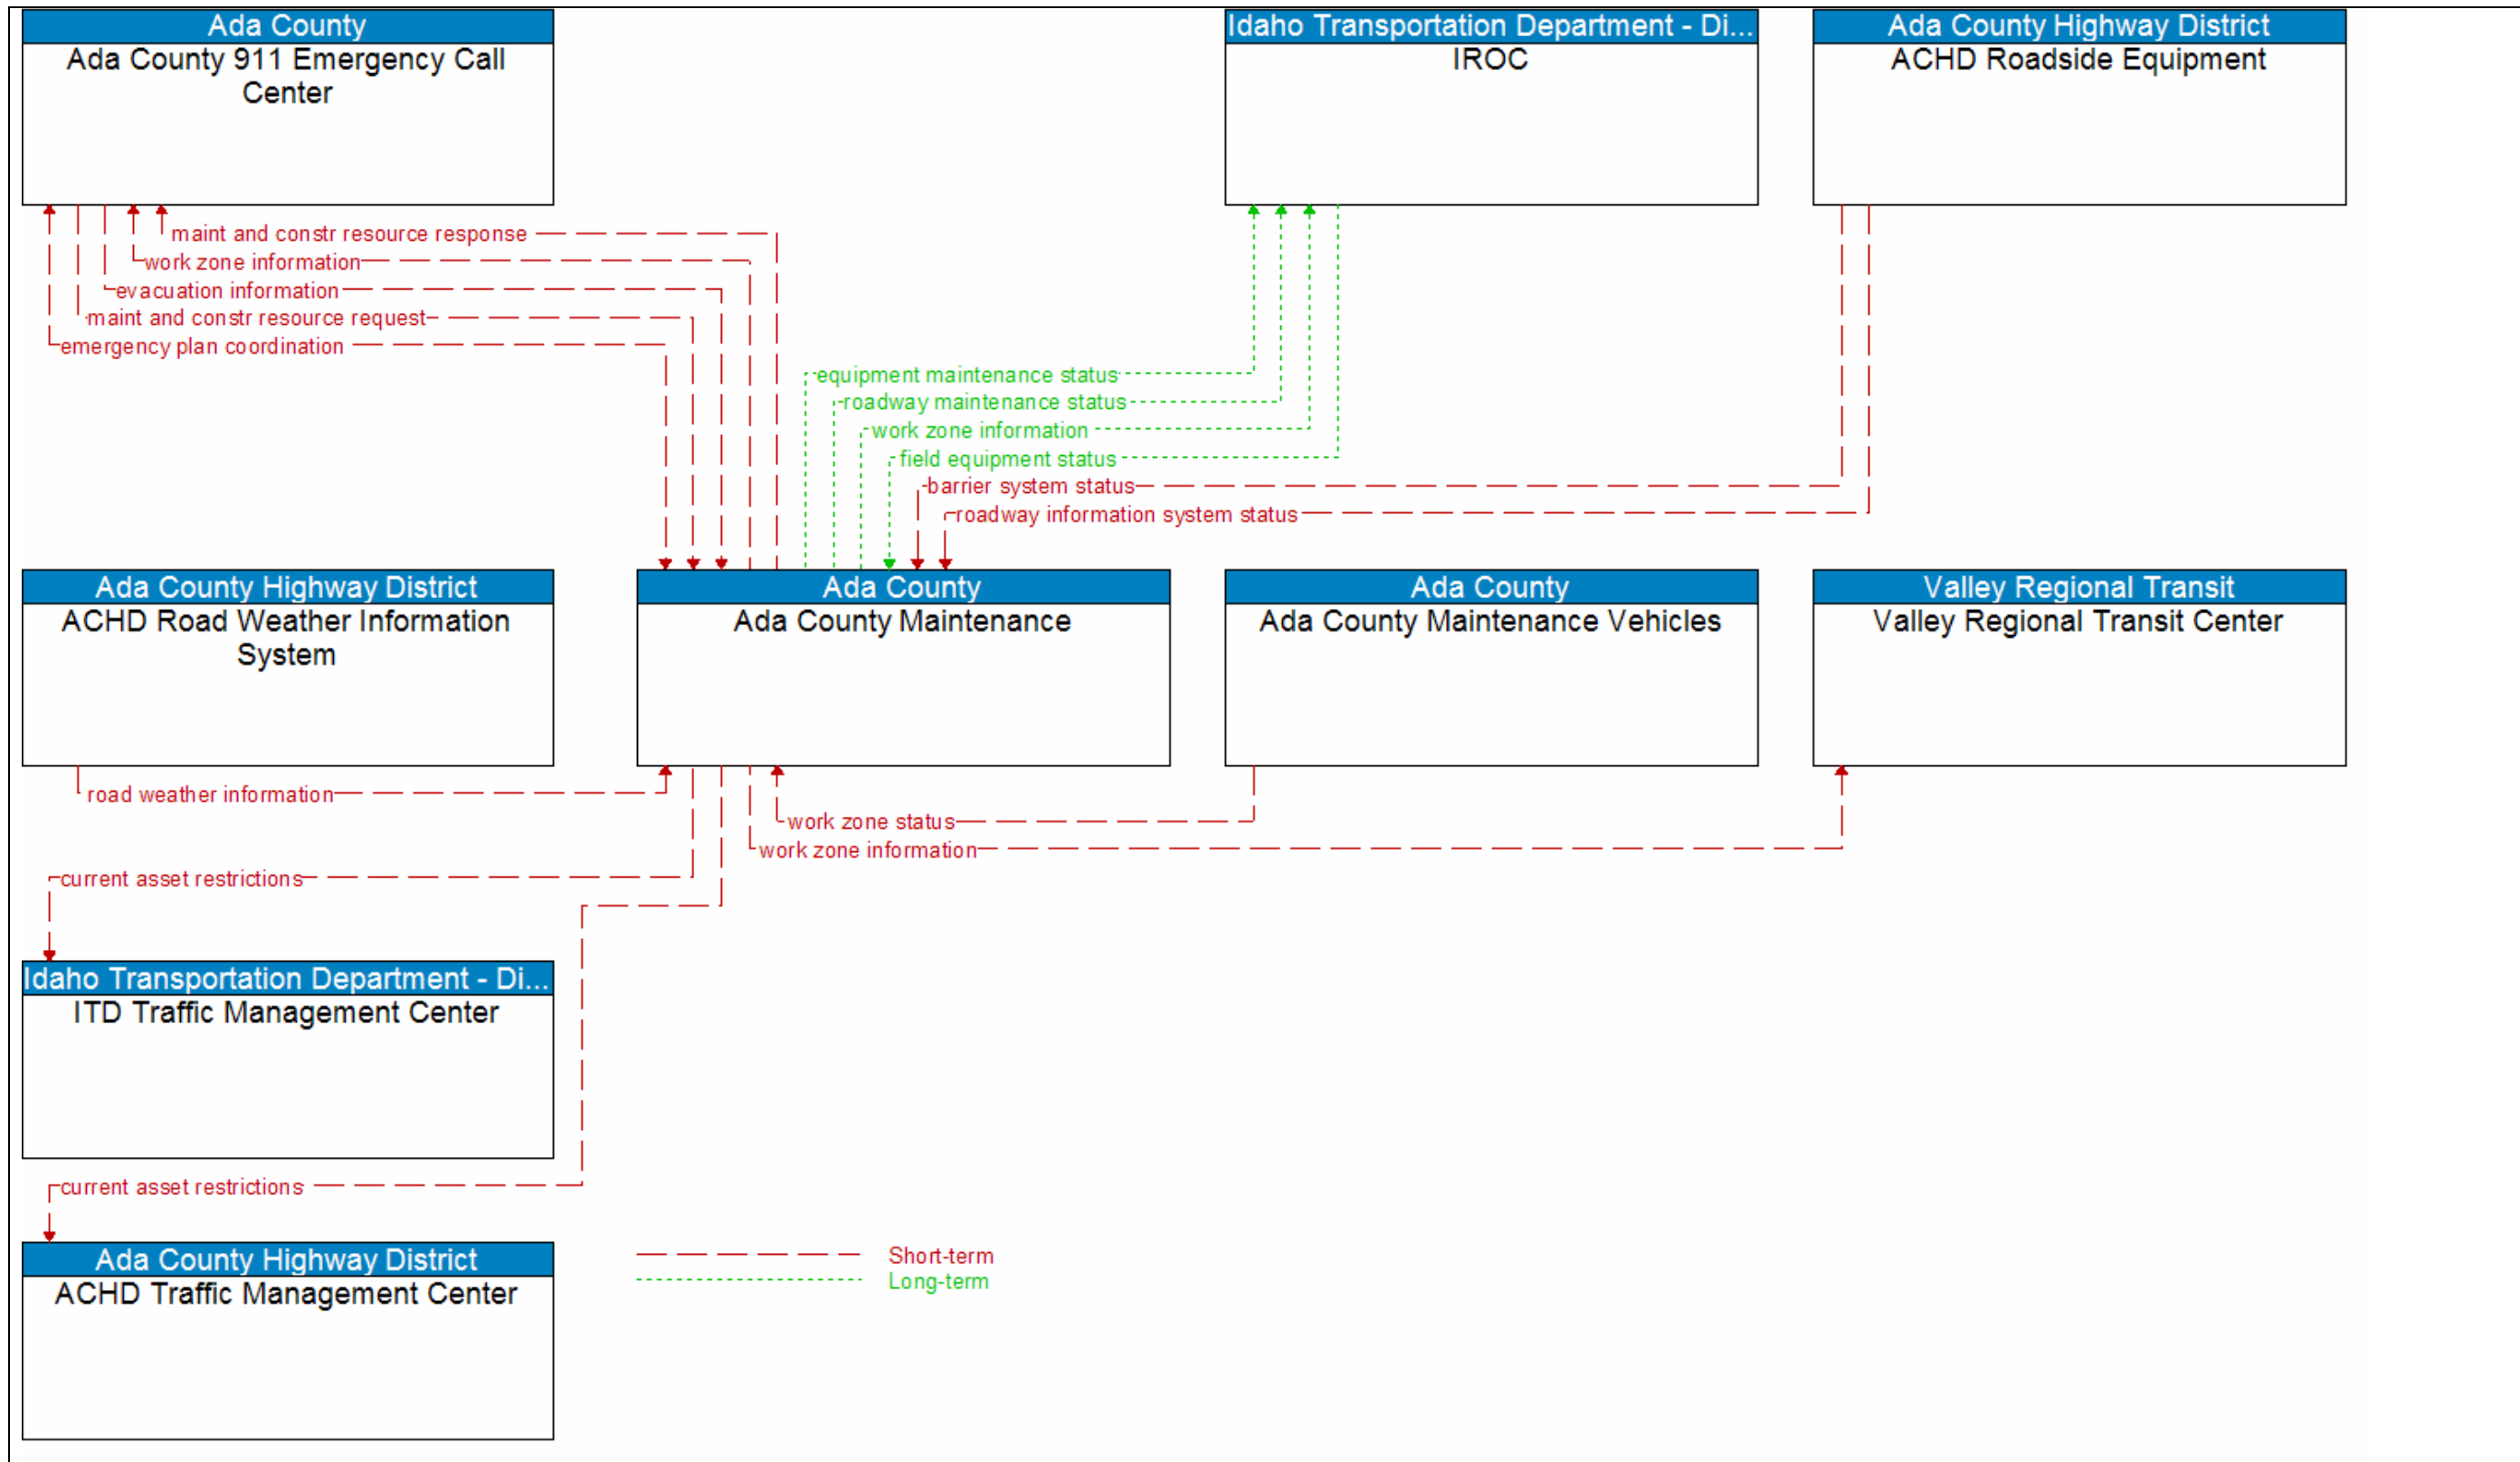 Ada County
Ada County 911 Emergency Call
Center
Idaho Transportation Department - Di...
IROC
Ada County Highway District
ACHD Roadside Equipment
maint and constr resource response
work zone information
evacuation information
maint and constr resource request
emergency plan coordination
equipment maintenance status
roadway maintenance status
work zone information
field equipment status
barrier system status
roadway information system status
Ada County Highway District
ACHD Road Weather Information
System
Ada County
Ada County Maintenance
Ada County
Ada County Maintenance Vehicles
Valley Regional Transit
Valley Regional Transit Center
road weather information
work zone status
work zone information
current asset restrictions
Idaho Transportation Department - Di...
ITD Traffic Management Center
current asset restrictions
Ada County Highway District
ACHD Traffic Management Center
Short-term
Long-term